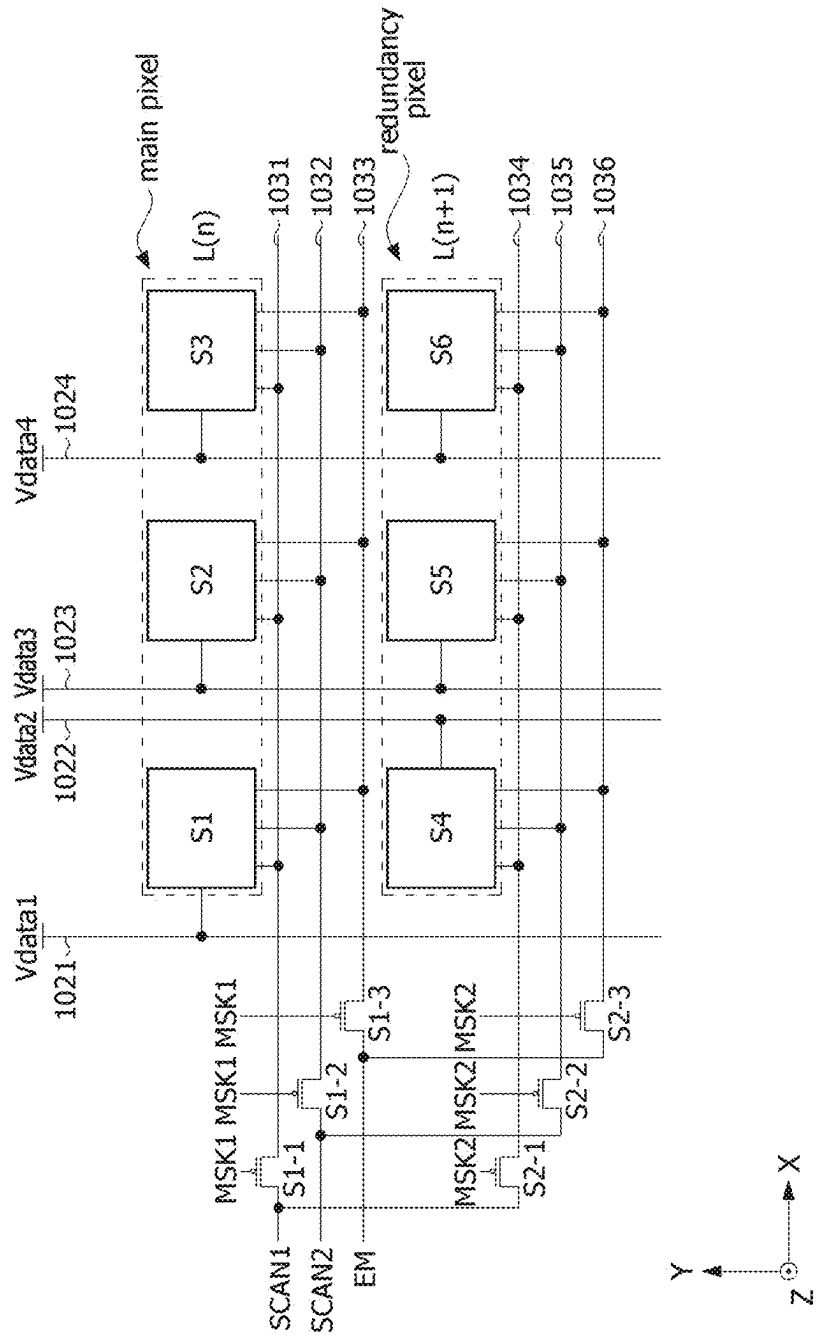 Vdata1
Vdata2
Vdata3
Vdata4
1021
1022
1023
1024
main pixel
S1
S2
S3
L(n)
MSK1
MSK1
MSK1
SCAN1
S1-1
1031
SCAN2
S1-2
1032
EM
S1-3
1033
redundancy
pixel
S4
S5
S6
L(n+1)
MSK2
MSK2
MSK2
S2-1
1034
S2-2
1035
S2-3
1036
Y
X
Z